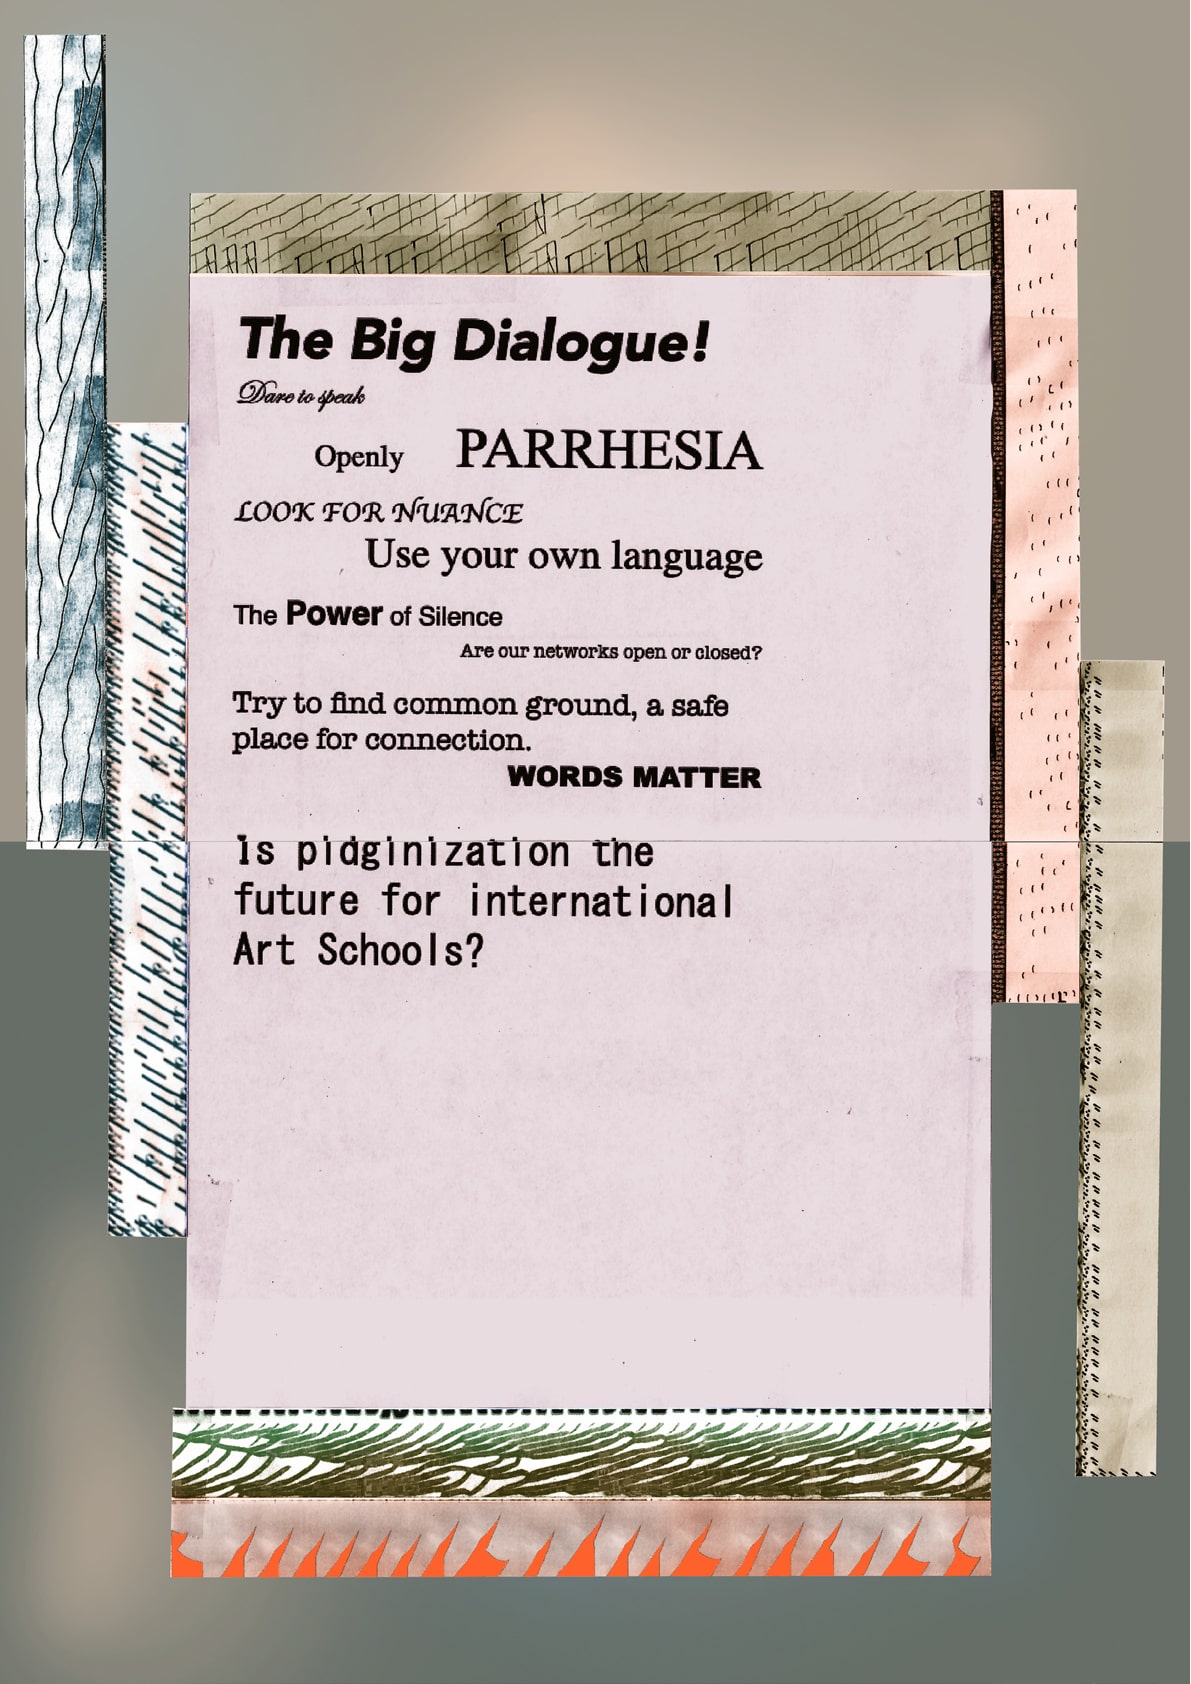 The Big Dialogue!
Dare to speak
Openly PARRHESIA
LOOK FOR NUANCE
Use your own language
The Power of Silence
Are our networks open or closed?
Try to find common ground, a safe
place for connection.
WORDS MATTER
Is pidginization the
future for international
Art Schools?